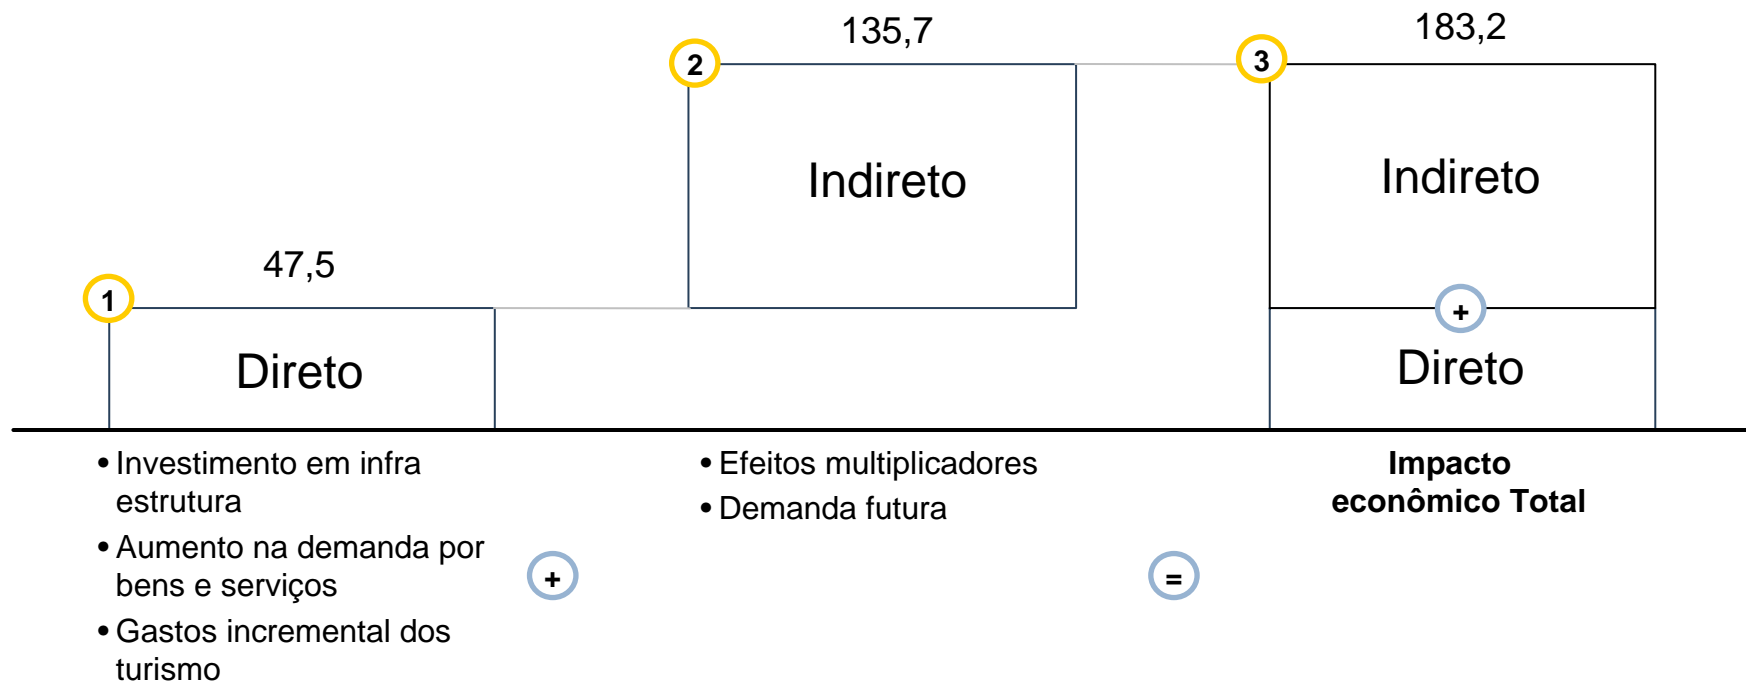 135,7
183,2
2
3
Indireto
Indireto
47,5
1
+
Direto
Direto
• Investimento em infra
estrutura
• Aumento na demanda por
bens e serviços
• Gastos incremental dos
turismo
+
• Efeitos multiplicadores
• Demanda futura
=
Impacto
econômico Total